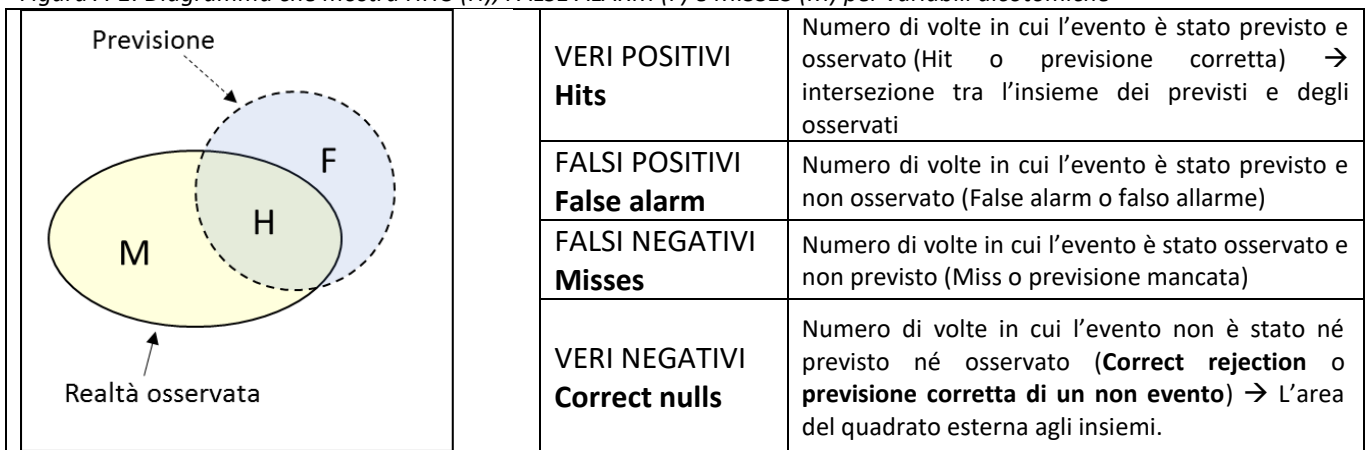 Previsione
F
H
M
Realtà osservata
VERI POSITIVI
Hits
Numero di volte in cui l’evento è stato previsto e
osservato (Hit o previsione corretta) →
intersezione tra l’insieme dei previsti e degli
osservati
FALSI POSITIVI
False alarm
Numero di volte in cui l’evento è stato previsto e
non osservato (False alarm o falso allarme)
FALSI NEGATIVI
Misses
Numero di volte in cui l’evento è stato osservato e
non previsto (Miss o previsione mancata)
VERI NEGATIVI
Correct nulls
Numero di volte in cui l’evento non è stato né
previsto né osservato (Correct rejection o
previsione corretta di un non evento) → L’area
del quadrato esterna agli insiemi.